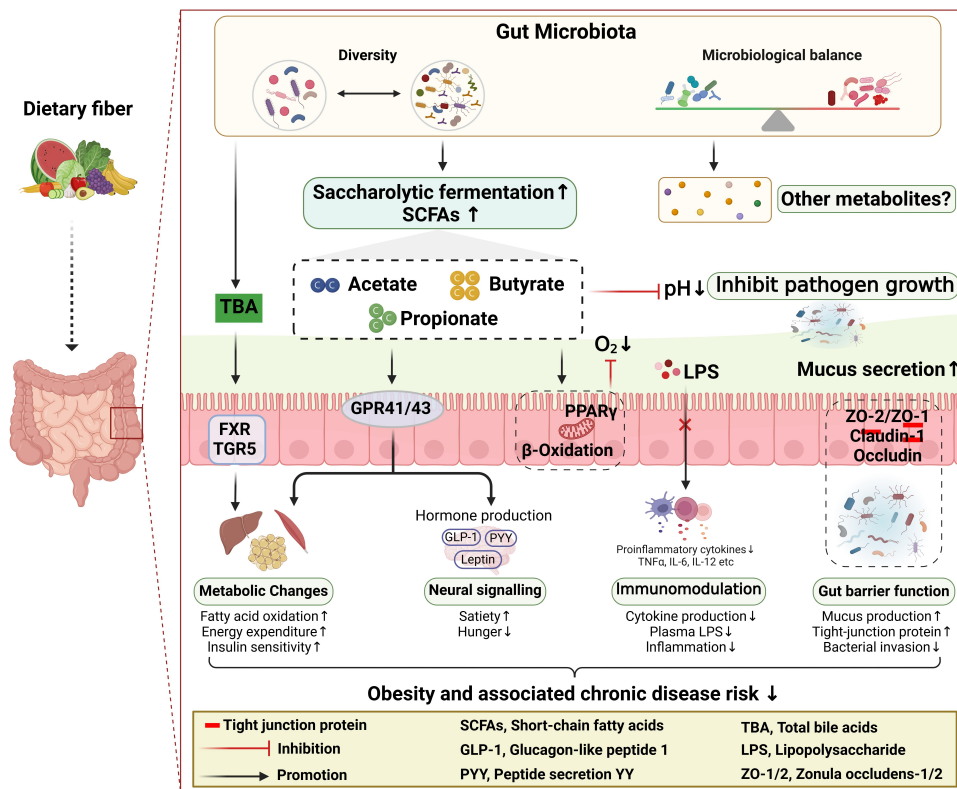 Gut Microbiota
Diversity
Microbiological balance
Dietary fiber
Saccharolytic fermentation↑
SCFAs ↑
Other metabolites?
C C Acetate
C C C C Butyrate
C C C Propionate
TBA
pH↓
Inhibit pathogen growth
O₂↓
LPS
Mucus secretion↑
FXR
TGR5
GPR41/43
PPARγ
β-Oxidation
ZO-2/ZO-1
Claudin-1
Occludin
Hormone production
GLP-1
PYY
Leptin
Proinflammatory cytokines↓
TNFα, IL-6, IL-12 etc
Metabolic Changes
Fatty acid oxidation↑
Energy expenditure↑
Insulin sensitivity↑
Neural signalling
Satiety↑
Hunger↓
Immunomodulation
Cytokine production↓
Plasma LPS↓
Inflammation↓
Gut barrier function
Mucus production↑
Tight-junction protein↑
Bacterial invasion↓
Obesity and associated chronic disease risk ↓
Tight junction protein
Inhibition
Promotion
SCFAs, Short-chain fatty acids
GLP-1, Glucagon-like peptide 1
PYY, Peptide secretion YY
TBA, Total bile acids
LPS, Lipopolysaccharide
ZO-1/2, Zonula occludens-1/2